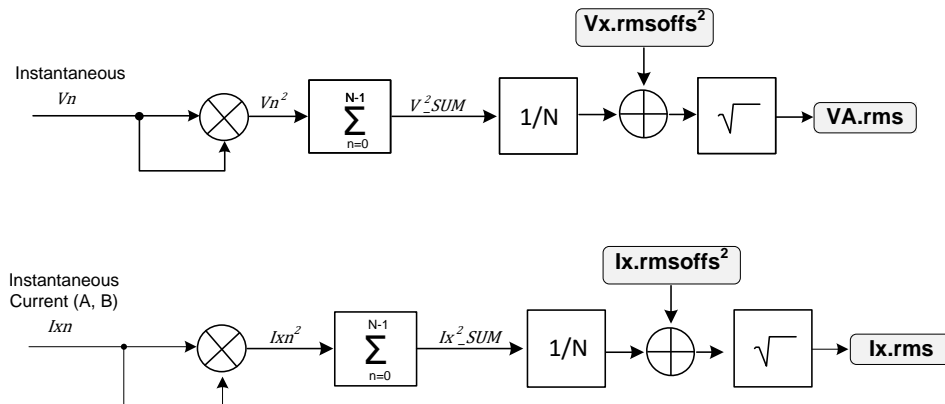 Vx.rmsoffs²
Instantaneous
Vn
Vn²
N-1
Σ
n=0
V²_SUM
1/N
√
VA.rms
Ix.rmsoffs²
Instantaneous
Current (A, B)
Ixn
Ixn²
N-1
Σ
n=0
Ix²_SUM
1/N
√
Ix.rms